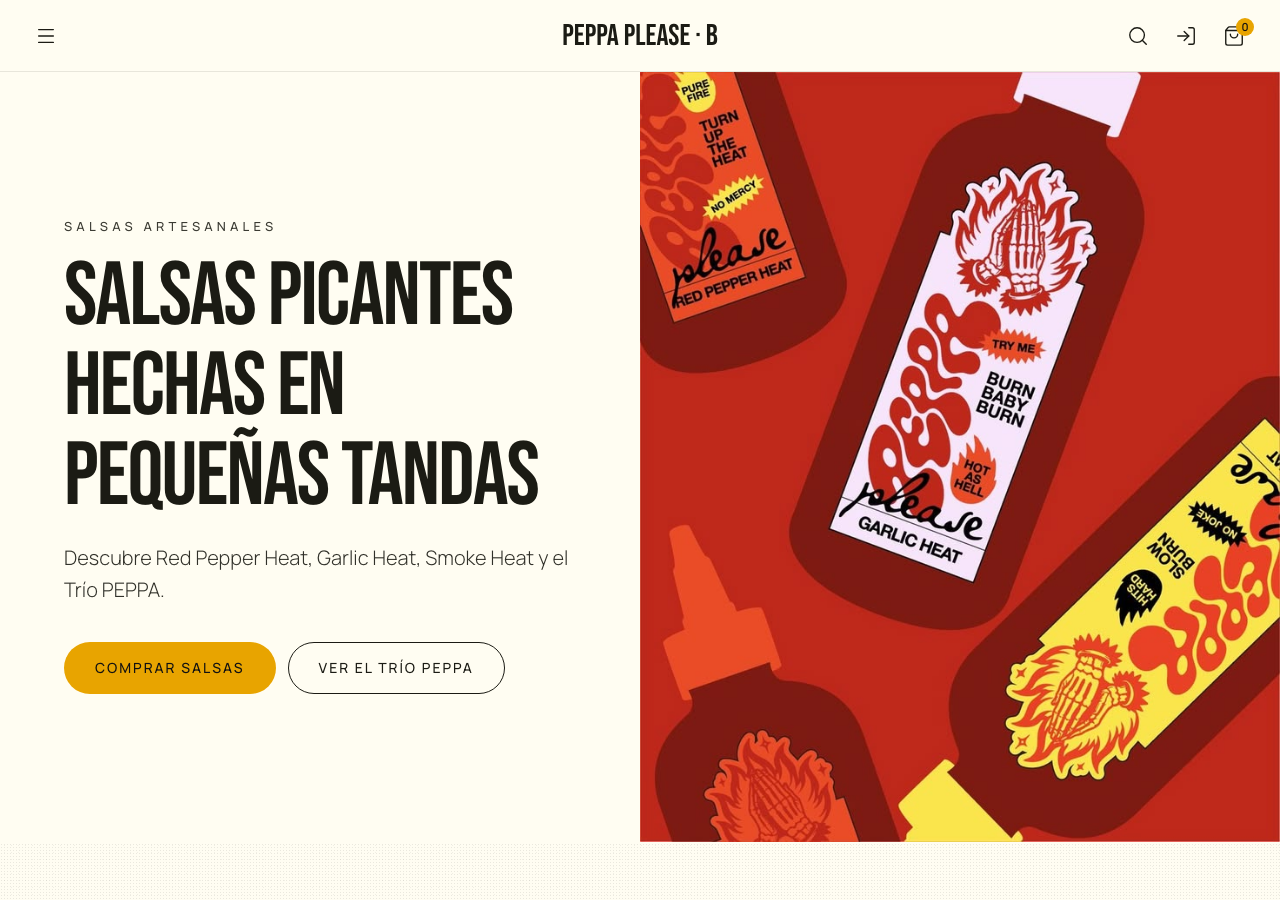 PEPPA PLEASE · B
0
SALSAS ARTESANALES
SALSAS PICANTES
HECHAS EN
PEQUEÑAS TANDAS
Descubre Red Pepper Heat, Garlic Heat, Smoke Heat y el
Trío PEPPA.
COMPRAR SALSAS
VER EL TRÍO PEPPA
PURE
FIRE
TURN
UP
THE
HEAT
NO MERCY
please
RED PEPPER HEAT
PEPPA
TRY ME
BURN
BABY
BURN
HOT
AS
HELL
please
GARLIC HEAT
NO JOKE
SLOW
BURN
HITS
HARD